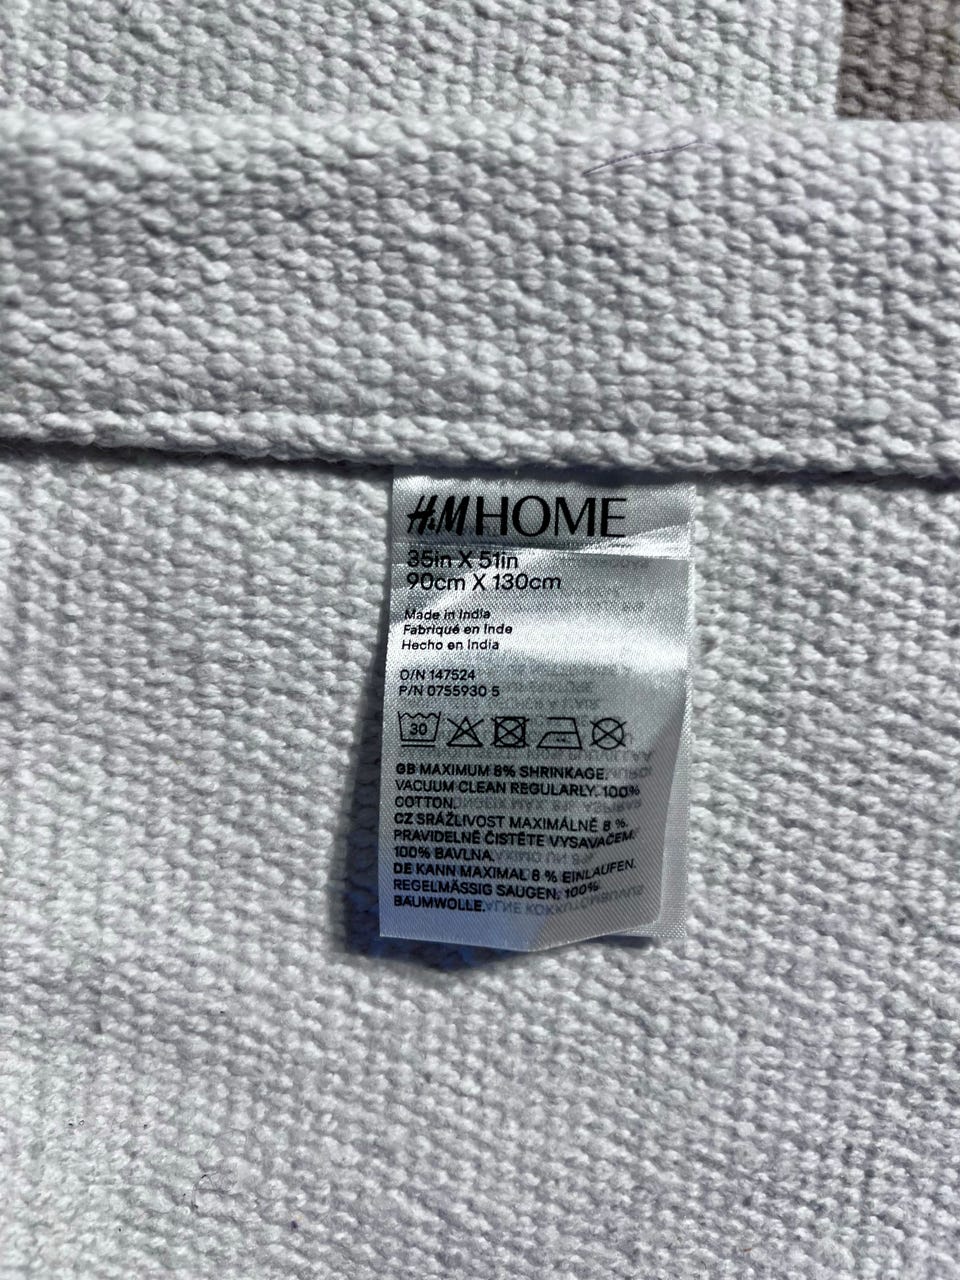 H&M HOME
35in X 51in
90cm X 130cm
Made in India
Fabriqué en Inde
Hecho en India
O/N 147524
P/N 0755930 5
30
GB MAXIMUM 8% SHRINKAGE.
VACUUM CLEAN REGULARLY. 100%
COTTON.
CZ SRÁŽLIVOST MAXIMÁLNĚ 8 %.
PRAVIDELNĚ ČISTĚTE VYSAVAČEM.
100% BAVLNA.
DE KANN MAXIMAL 8 % EINLAUFEN.
REGELMÄSSIG SAUGEN. 100%
BAUMWOLLE.